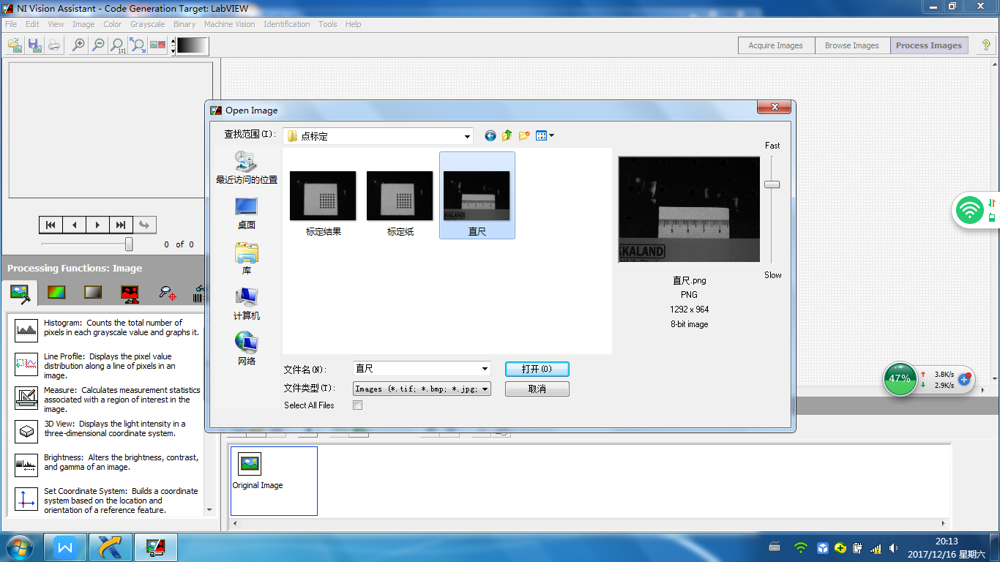 NI Vision Assistant - Code Generation Target: LabVIEW
File Edit View Image Color Grayscale Binary Machine Vision Identification Tools Help
1:1
Acquire Images Browse Images Process Images
Open Image
查找范围(I): 点标定
最近访问的位置
桌面
库
计算机
网络
标定结果 标定纸 直尺
Fast
KKALAND
Slow
直尺.png
PNG
1292 x 964
8-bit image
文件名(N): 直尺 打开(O)
文件类型(T): Images (*.tif; *.bmp; *.jpg; 取消
Select All Files
0 of 0
Processing Functions: Image
Histogram: Counts the total number of
pixels in each grayscale value and graphs it.
Line Profile: Displays the pixel value
distribution along a line of pixels in an
image.
Measure: Calculates measurement statistics
associated with a region of interest in the
image.
3D View: Displays the light intensity in a
three-dimensional coordinate system.
Brightness: Alters the brightness, contrast,
and gamma of an image.
Set Coordinate System: Builds a coordinate
system based on the location and
orientation of a reference feature.
Original Image
47% 3.8K/s
2.9K/s
20:13
2017/12/16 星期六